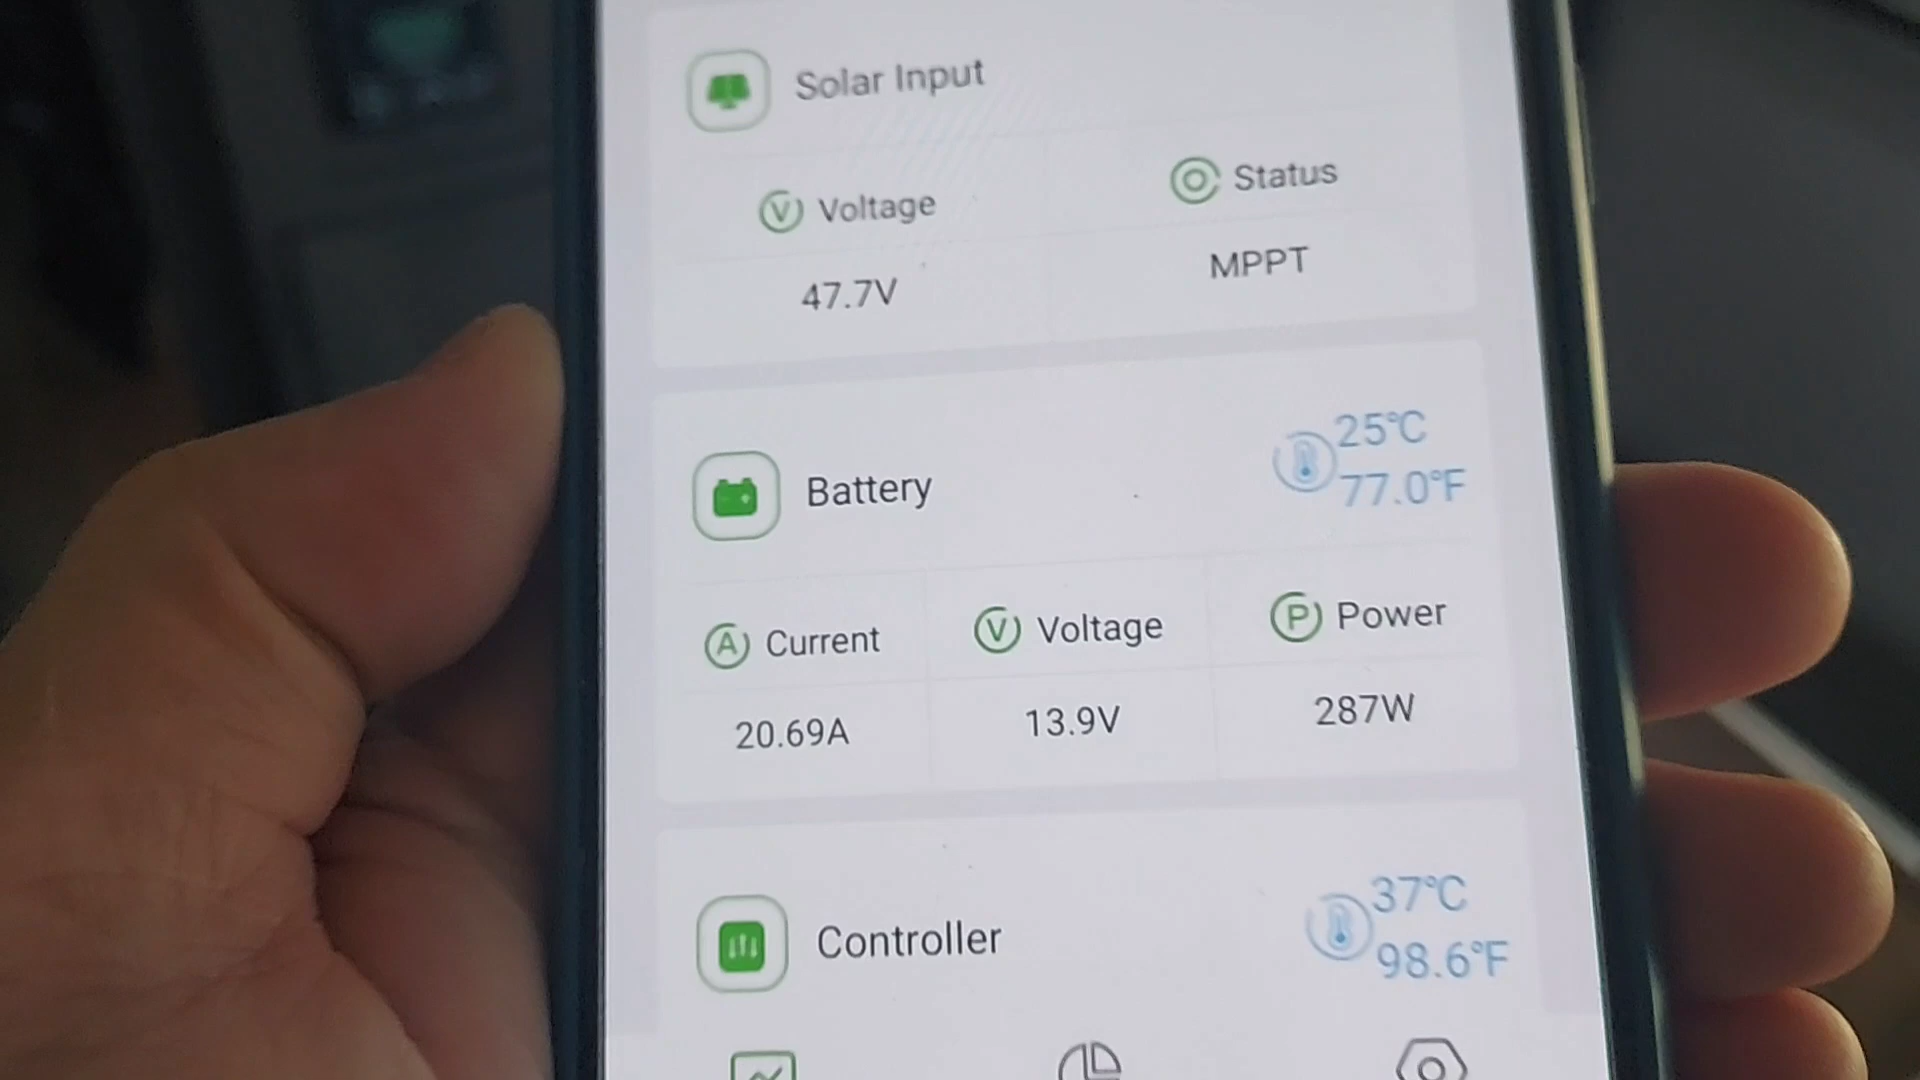 Solar Input
V Voltage
Status
47.7V
MPPT
Battery
25°C
77.0°F
A Current
V Voltage
P Power
20.69A
13.9V
287W
Controller
37°C
98.6°F